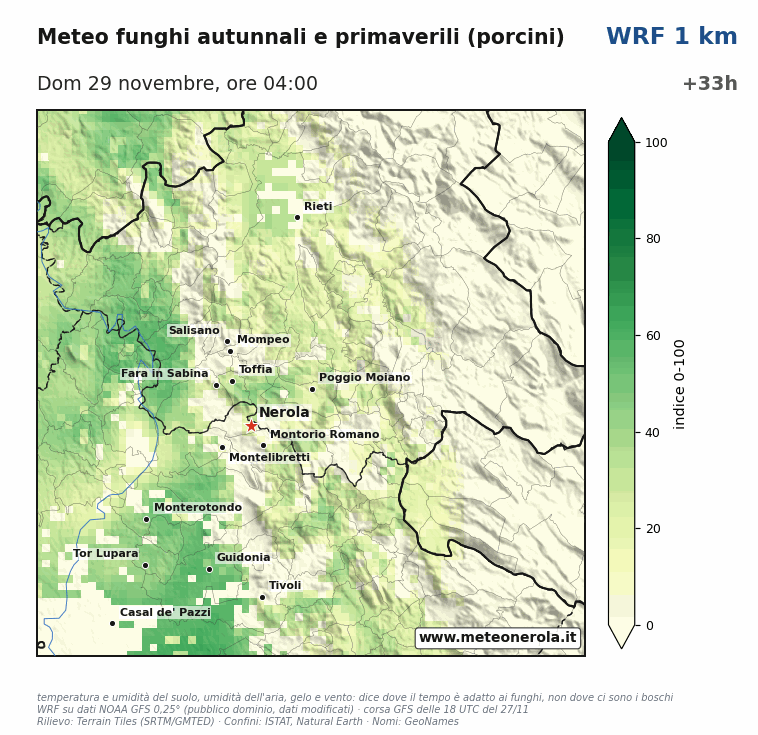 Meteo funghi autunnali e primaverili (porcini)
WRF 1 km
Dom 29 novembre, ore 04:00
+33h
100
80
60
40
20
0
indice 0-100
Rieti
Salisano
Mompeo
Toffia
Fara in Sabina
Poggio Moiano
Nerola
Montorio Romano
Montelibretti
Monterotondo
Tor Lupara
Guidonia
Tivoli
Casal de' Pazzi
www.meteonerola.it
temperatura e umidità del suolo, umidità dell'aria, gelo e vento: dice dove il tempo è adatto ai funghi, non dove ci sono i boschi
WRF su dati NOAA GFS 0,25° (pubblico dominio, dati modificati) · corsa GFS delle 18 UTC del 27/11
Rilievo: Terrain Tiles (SRTM/GMTED) · Confini: ISTAT, Natural Earth · Nomi: GeoNames